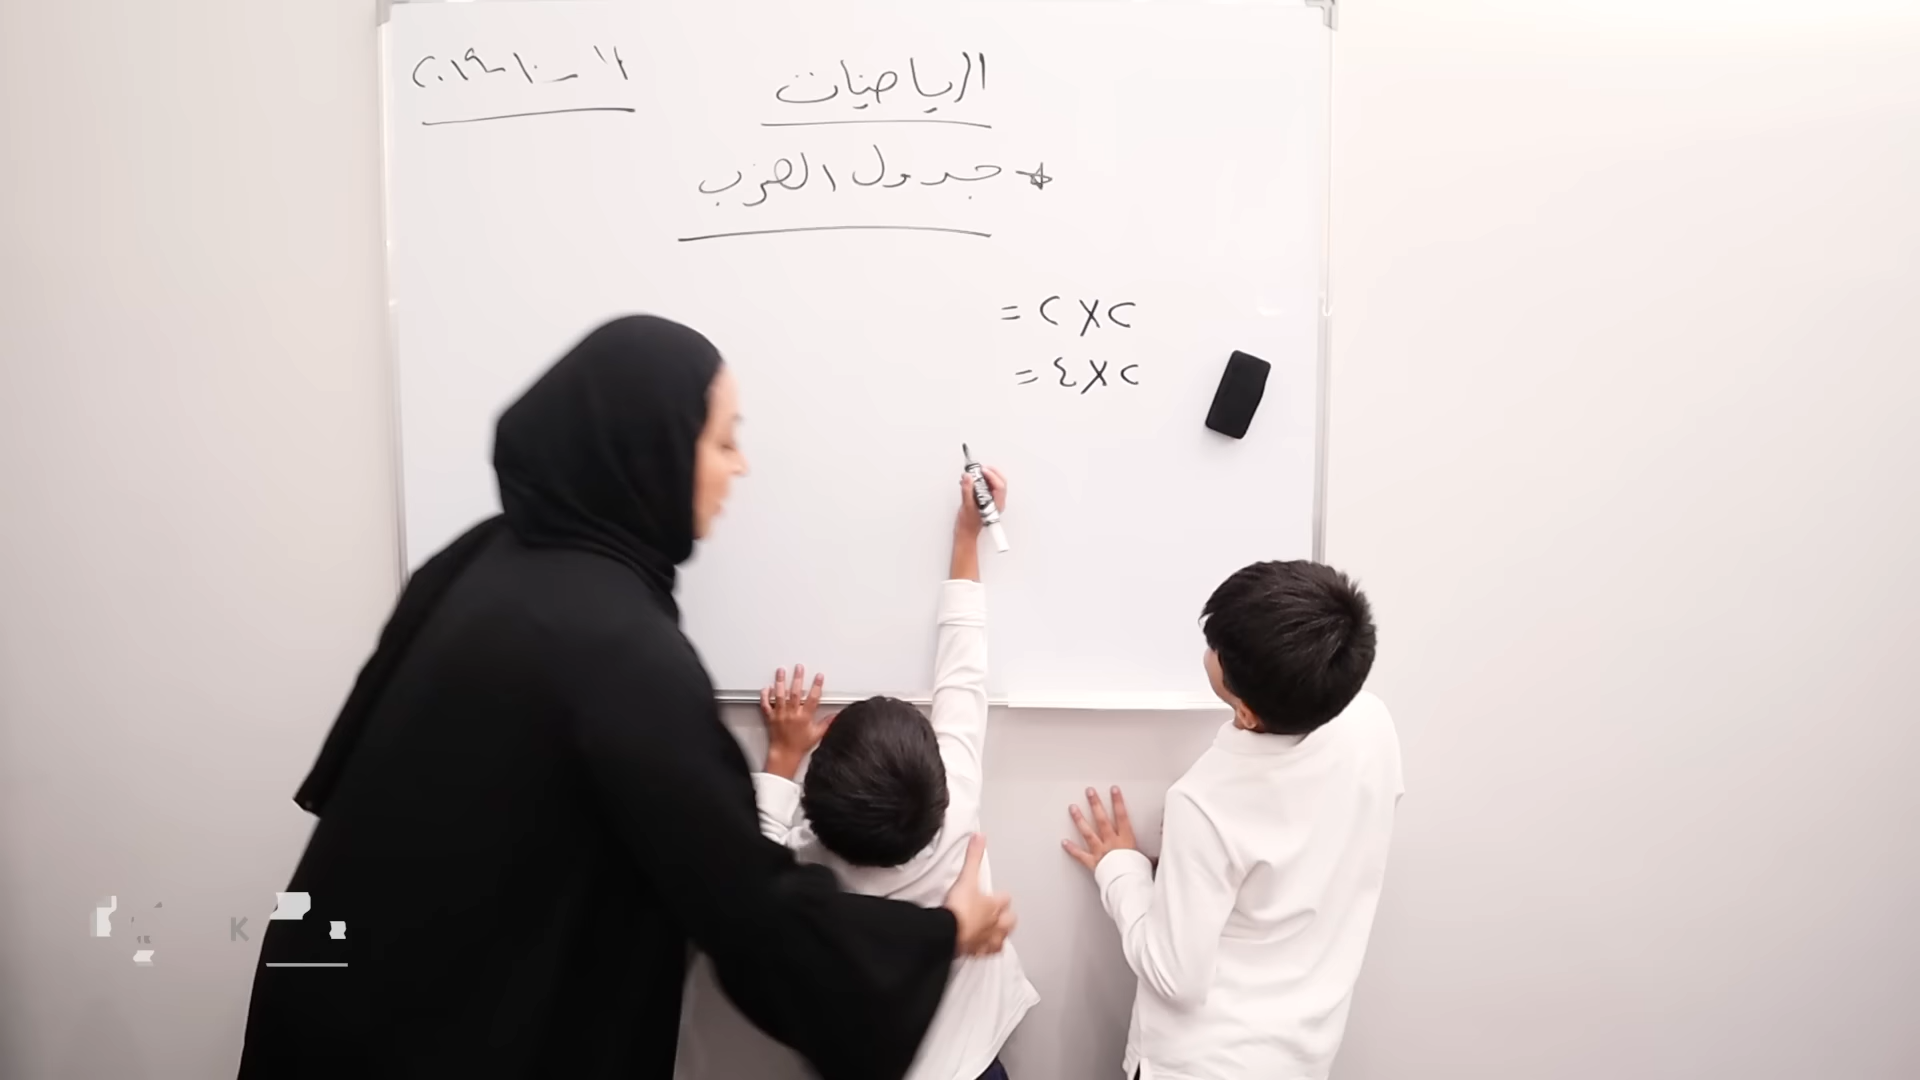 الرياضيات
١١ - ١٠ - ٢٠١٩
* جدول الضرب
٢ × ٢ =
٢ × ٤ =